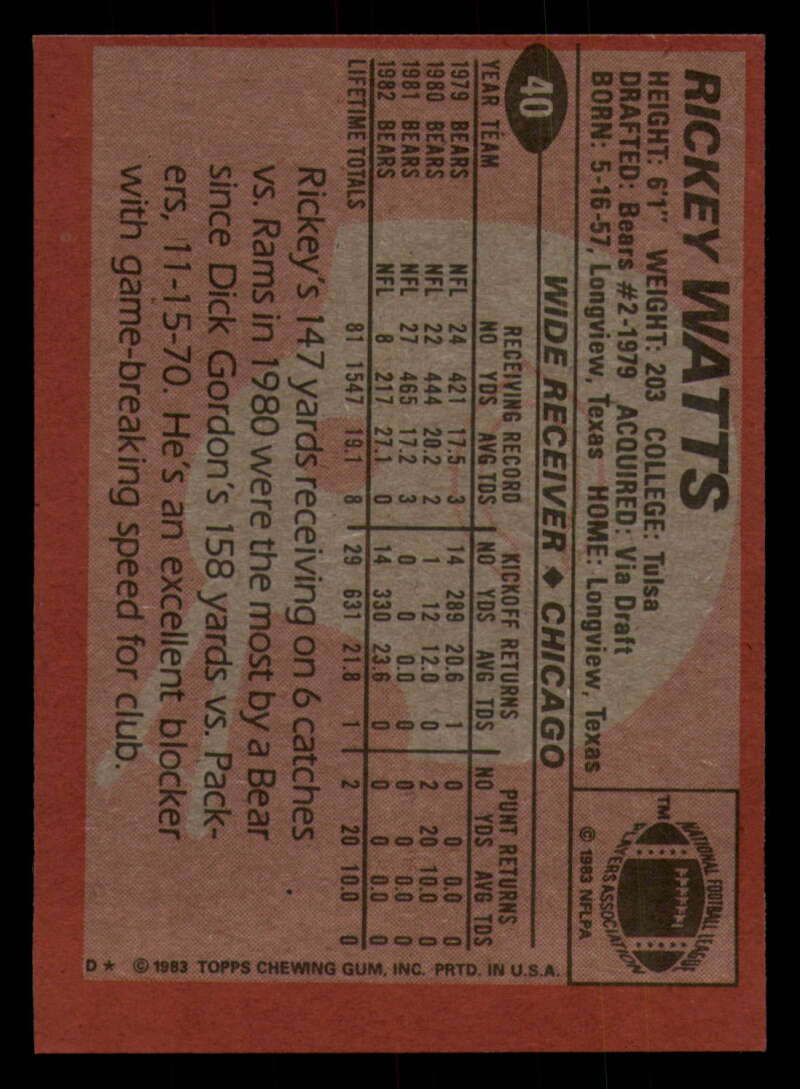 RICKEY WATTS
HEIGHT: 6'1" WEIGHT: 203 COLLEGE: Tulsa
DRAFTED: Bears #2-1979 ACQUIRED: Via Draft
BORN: 5-16-57, Longview, Texas HOME: Longview, Texas
NATIONAL FOOTBALL LEAGUE
PLAYERS ASSOCIATION
TM
© 1983 NFLPA
40 WIDE RECEIVER ♦ CHICAGO
RECEIVING RECORD KICKOFF RETURNS PUNT RETURNS
YEAR TEAM NO YDS AVG TDS NO YDS AVG TDS NO YDS AVG TDS
1979 BEARS NFL 24 421 17.5 3 14 289 20.6 1 0 0 0.0 0
1980 BEARS NFL 22 444 20.2 2 1 12 12.0 0 2 20 10.0 0
1981 BEARS NFL 27 465 17.2 3 0 0 0.0 0 0 0 0.0 0
1982 BEARS NFL 8 217 27.1 0 14 330 23.6 0 0 0 0.0 0
LIFETIME TOTALS 81 1547 19.1 8 29 631 21.8 1 2 20 10.0 0
Rickey's 147 yards receiving on 6 catches
vs. Rams in 1980 were the most by a Bear
since Dick Gordon's 158 yards vs. Pack-
ers, 11-15-70. He's an excellent blocker
with game-breaking speed for club.
D* © 1983 TOPPS CHEWING GUM, INC. PRTD. IN U.S.A.